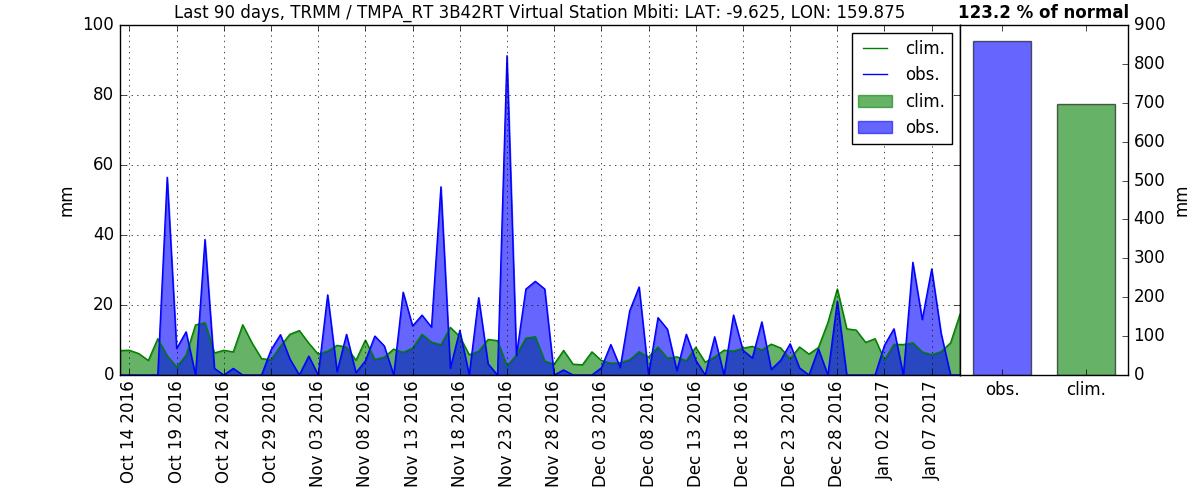 Last 90 days, TRMM / TMPA_RT 3B42RT Virtual Station Mbiti: LAT: -9.625, LON: 159.875
123.2 % of normal
100
80
60
40
20
0
mm
clim.
obs.
clim.
obs.
Oct 14 2016
Oct 19 2016
Oct 24 2016
Oct 29 2016
Nov 03 2016
Nov 08 2016
Nov 13 2016
Nov 18 2016
Nov 23 2016
Nov 28 2016
Dec 03 2016
Dec 08 2016
Dec 13 2016
Dec 18 2016
Dec 23 2016
Dec 28 2016
Jan 02 2017
Jan 07 2017
900
800
700
600
500
400
300
200
100
0
mm
obs.
clim.